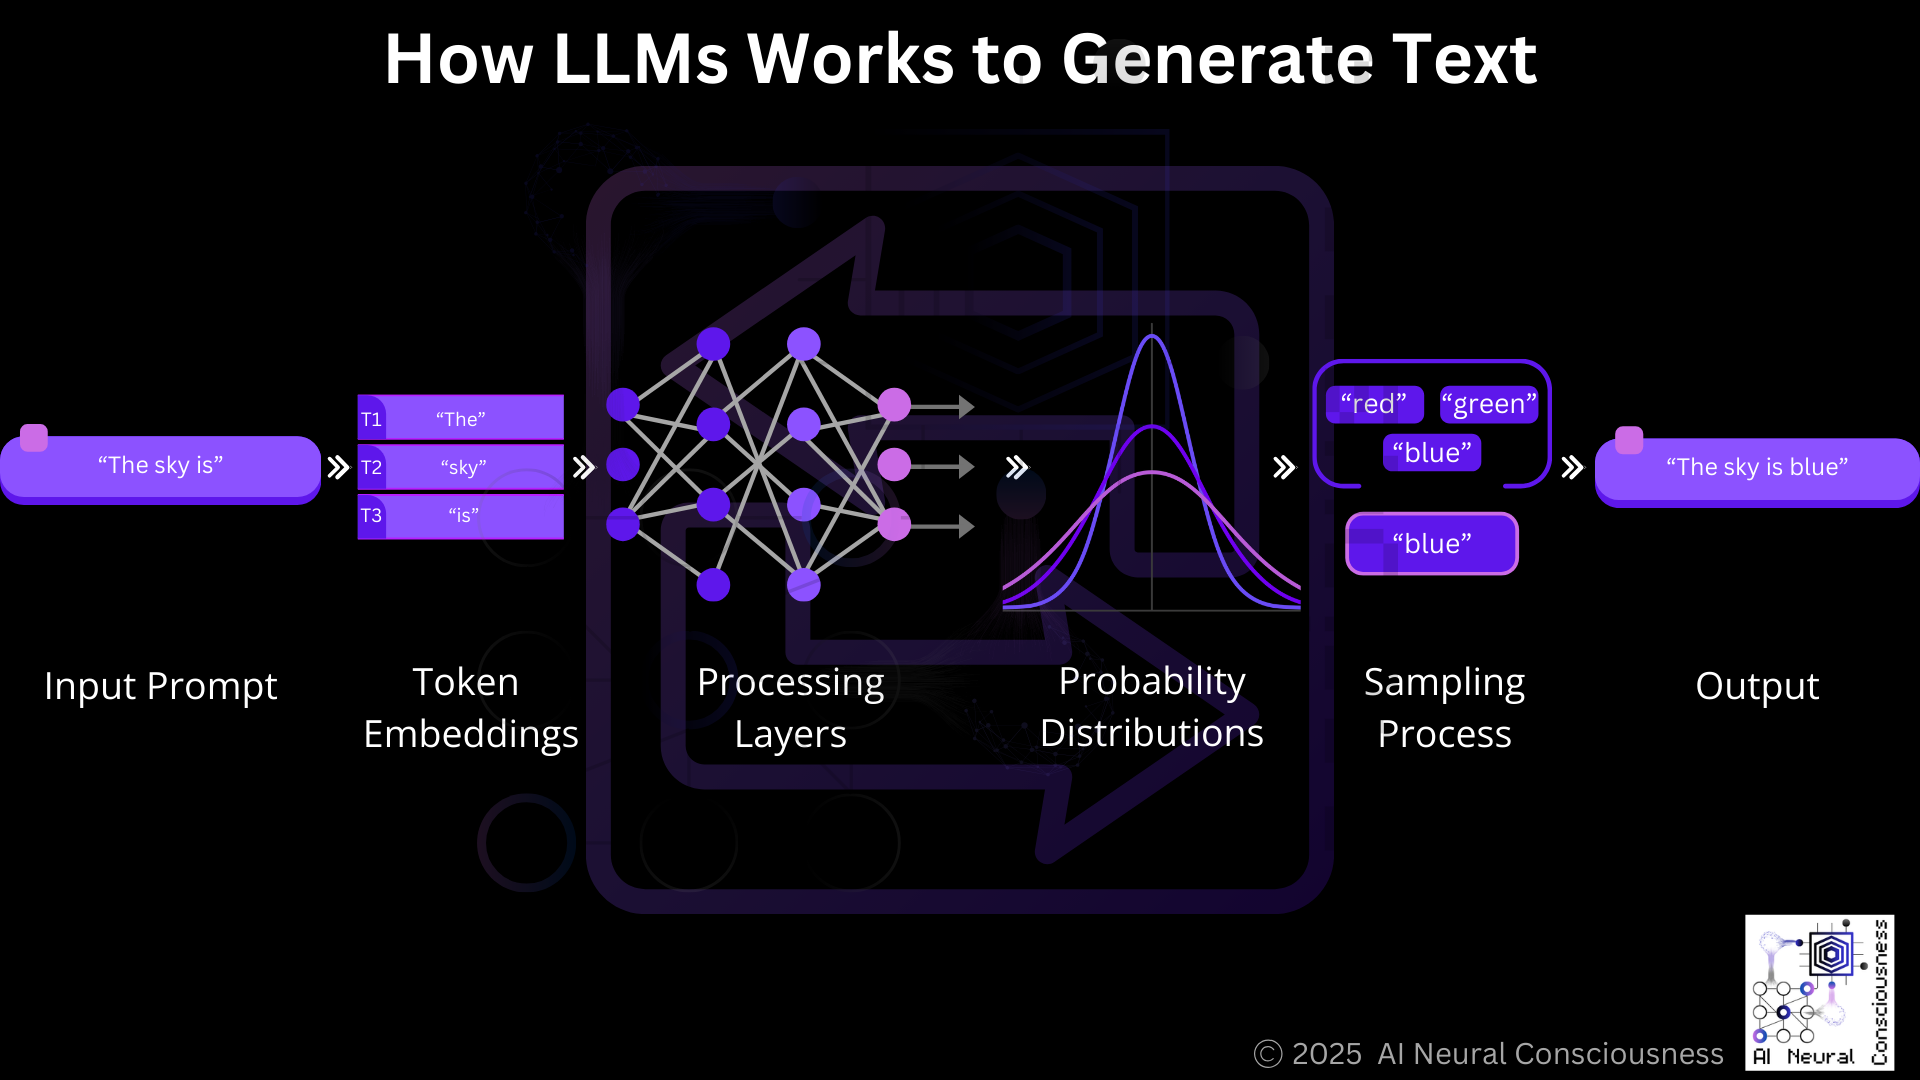 How LLMs Works to Generate Text
“The sky is”
T1 “The”
T2 “sky”
T3 “is”
“red” “green”
“blue”
“blue”
“The sky is blue”
Input Prompt
Token
Embeddings
Processing
Layers
Probability
Distributions
Sampling
Process
Output
AI Neural
Consciousness
© 2025 AI Neural Consciousness